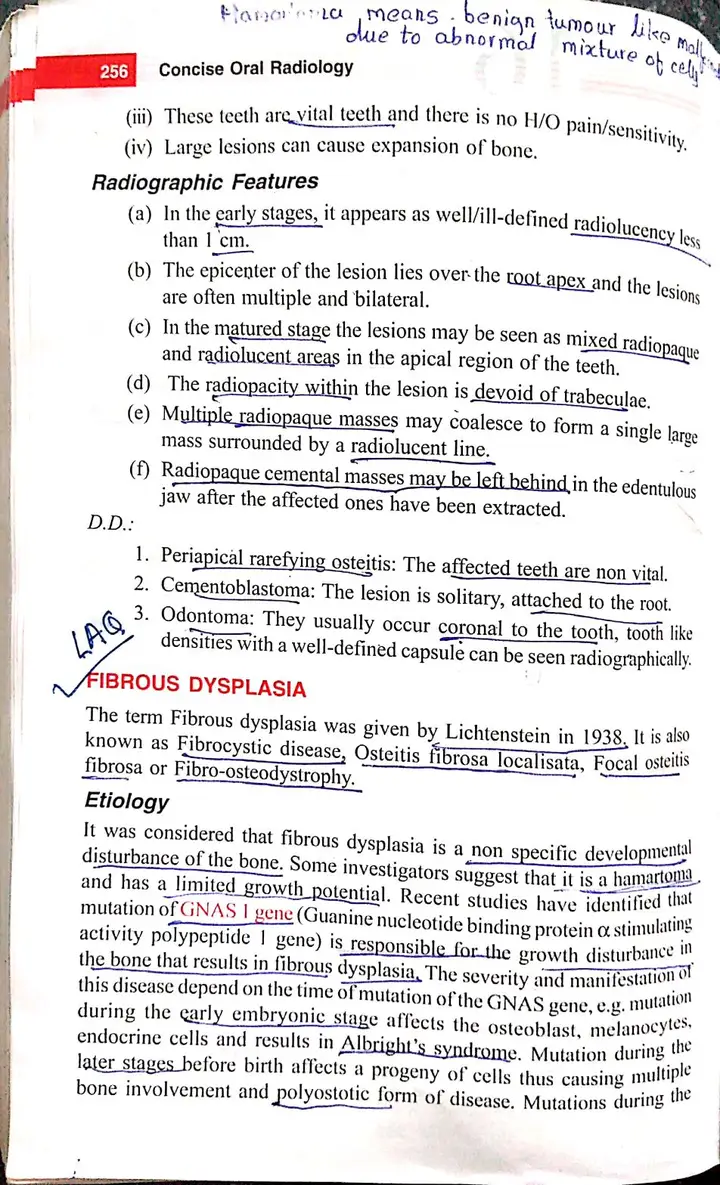 Hamartoma means benign tumour like malf
due to abnormal mixture of cells
256 Concise Oral Radiology
(iii) These teeth are vital teeth and there is no H/O pain/sensitivity.
(iv) Large lesions can cause expansion of bone.
Radiographic Features
(a) In the early stages, it appears as well/ill-defined radiolucency less
than 1 cm.
(b) The epicenter of the lesion lies over the root apex and the lesions
are often multiple and bilateral.
(c) In the matured stage the lesions may be seen as mixed radiopaque
and radiolucent areas in the apical region of the teeth.
(d) The radiopacity within the lesion is devoid of trabeculae.
(e) Multiple radiopaque masses may coalesce to form a single large
mass surrounded by a radiolucent line.
(f) Radiopaque cemental masses may be left behind in the edentulous
jaw after the affected ones have been extracted.
D.D.:
1. Periapical rarefying osteitis: The affected teeth are non vital.
2. Cementoblastoma: The lesion is solitary, attached to the root.
3. Odontoma: They usually occur coronal to the tooth, tooth like
densities with a well-defined capsule can be seen radiographically.
LAQ
FIBROUS DYSPLASIA
The term Fibrous dysplasia was given by Lichtenstein in 1938. It is also
known as Fibrocystic disease, Osteitis fibrosa localisata, Focal osteitis
fibrosa or Fibro-osteodystrophy.
Etiology
It was considered that fibrous dysplasia is a non specific developmental
disturbance of the bone. Some investigators suggest that it is a hamartoma
and has a limited growth potential. Recent studies have identified that
mutation of GNAS I gene (Guanine nucleotide binding protein α stimulating
activity polypeptide I gene) is responsible for the growth disturbance in
the bone that results in fibrous dysplasia. The severity and manifestation of
this disease depend on the time of mutation of the GNAS gene, e.g. mutation
during the early embryonic stage affects the osteoblast, melanocytes,
endocrine cells and results in Albright's syndrome. Mutation during the
later stages before birth affects a progeny of cells thus causing multiple
bone involvement and polyostotic form of disease. Mutations during the